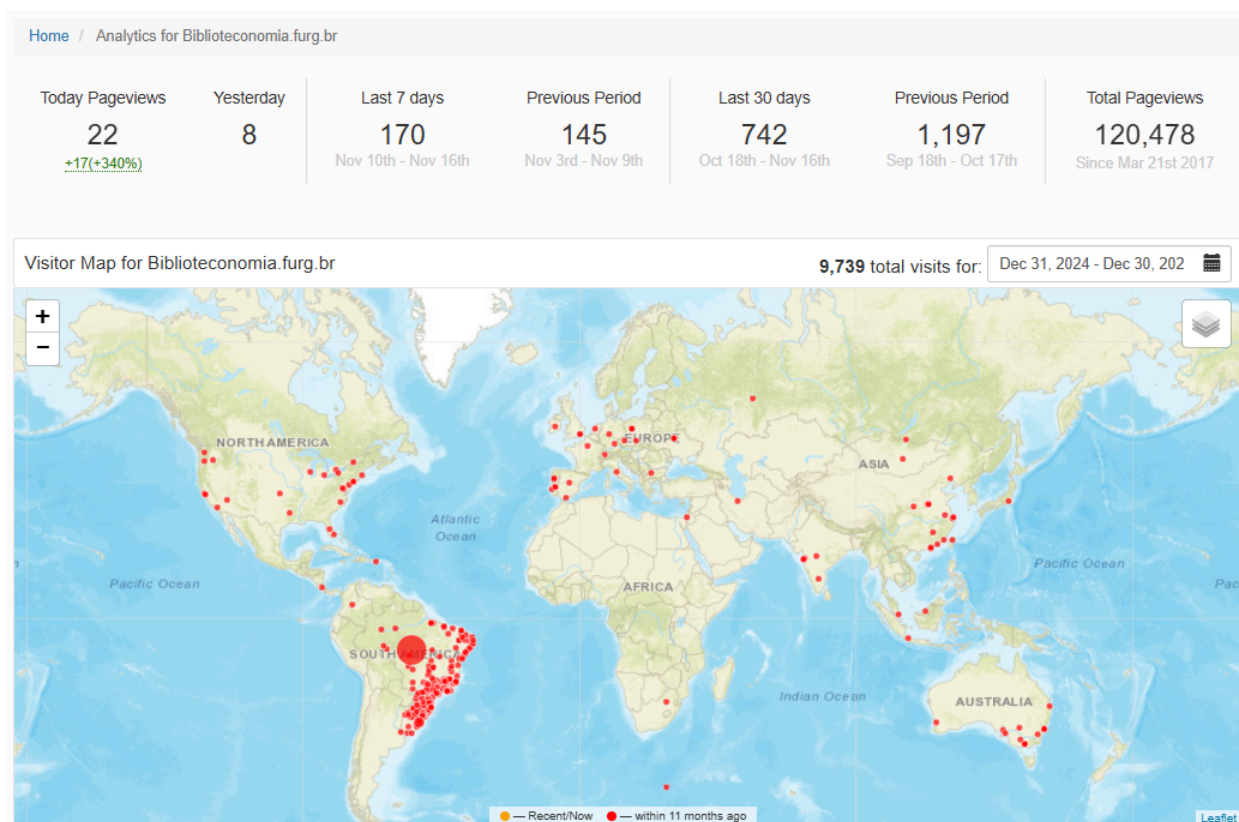 Home / Analytics for Biblioteconomia.furg.br
Today Pageviews Yesterday Last 7 days Previous Period Last 30 days Previous Period Total Pageviews
22 8 170 145 742 1,197 120,478
+17(+340%) Nov 10th - Nov 16th Nov 3rd - Nov 9th Oct 18th - Nov 16th Sep 18th - Oct 17th Since Mar 21st 2017
Visitor Map for Biblioteconomia.furg.br 9,739 total visits for: Dec 31, 2024 - Dec 30, 202
+
−
NORTH AMERICA
EUROPE
ASIA
Atlantic
Ocean
Pacific Ocean
Pacific Ocean
Pac
AFRICA
SOUTH AMERICA
Indian Ocean
AUSTRALIA
— Recent/Now — within 11 months ago
Leaflet